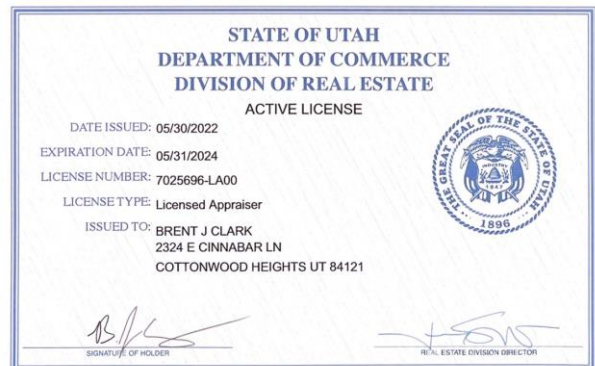 STATE OF UTAH
DEPARTMENT OF COMMERCE
DIVISION OF REAL ESTATE
ACTIVE LICENSE
DATE ISSUED: 05/30/2022
EXPIRATION DATE: 05/31/2024
LICENSE NUMBER: 7025696-LA00
LICENSE TYPE: Licensed Appraiser
ISSUED TO: BRENT J CLARK
2324 E CINNABAR LN
COTTONWOOD HEIGHTS UT 84121
THE GREAT SEAL OF THE STATE OF UTAH
INDUSTRY
1847
1896
SIGNATURE OF HOLDER
REAL ESTATE DIVISION DIRECTOR